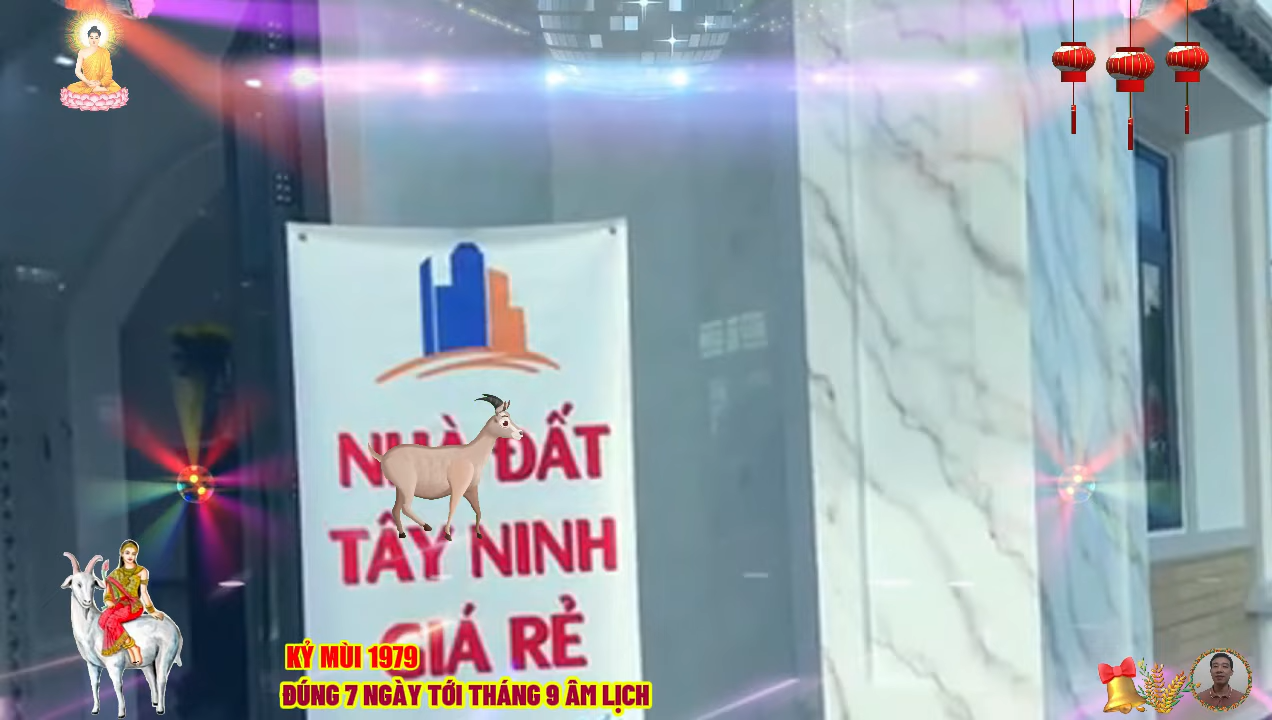 NHÀ ĐẤT
TÂY NINH
GIÁ RẺ
KỶ MÙI 1979
ĐÚNG 7 NGÀY TỚI THÁNG 9 ÂM LỊCH